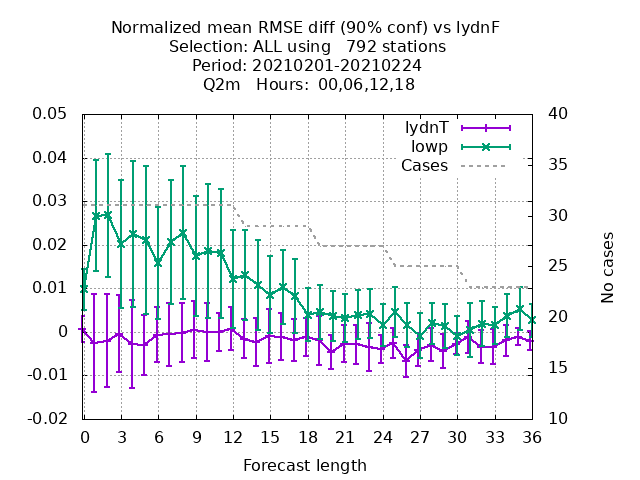 Normalized mean RMSE diff (90% conf) vs lydnF
Selection: ALL using   792 stations
Period: 20210201-20210224
Q2m   Hours:  00,06,12,18
0.05
0.04
0.03
0.02
0.01
0
-0.01
-0.02
lydnT
lowp
Cases
40
35
30
25
20
15
10
No cases
0 3 6 9 12 15 18 21 24 27 30 33 36
Forecast length